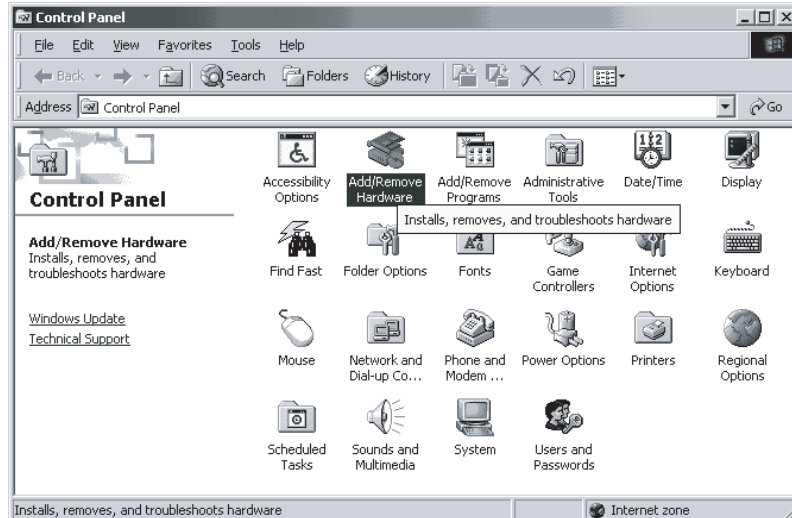 Control Panel
File Edit View Favorites Tools Help
Back Search Folders History
Address Control Panel Go
Control Panel
Add/Remove Hardware
Installs, removes, and
troubleshoots hardware
Windows Update
Technical Support
Accessibility
Options
Add/Remove
Hardware
Add/Remove
Programs
Administrative
Tools
Date/Time
Display
Installs, removes, and troubleshoots hardware
Find Fast
Folder Options
Fonts
Game
Controllers
Internet
Options
Keyboard
Mouse
Network and
Dial-up Co...
Phone and
Modem ...
Power Options
Printers
Regional
Options
Scheduled
Tasks
Sounds and
Multimedia
System
Users and
Passwords
Installs, removes, and troubleshoots hardware
Internet zone